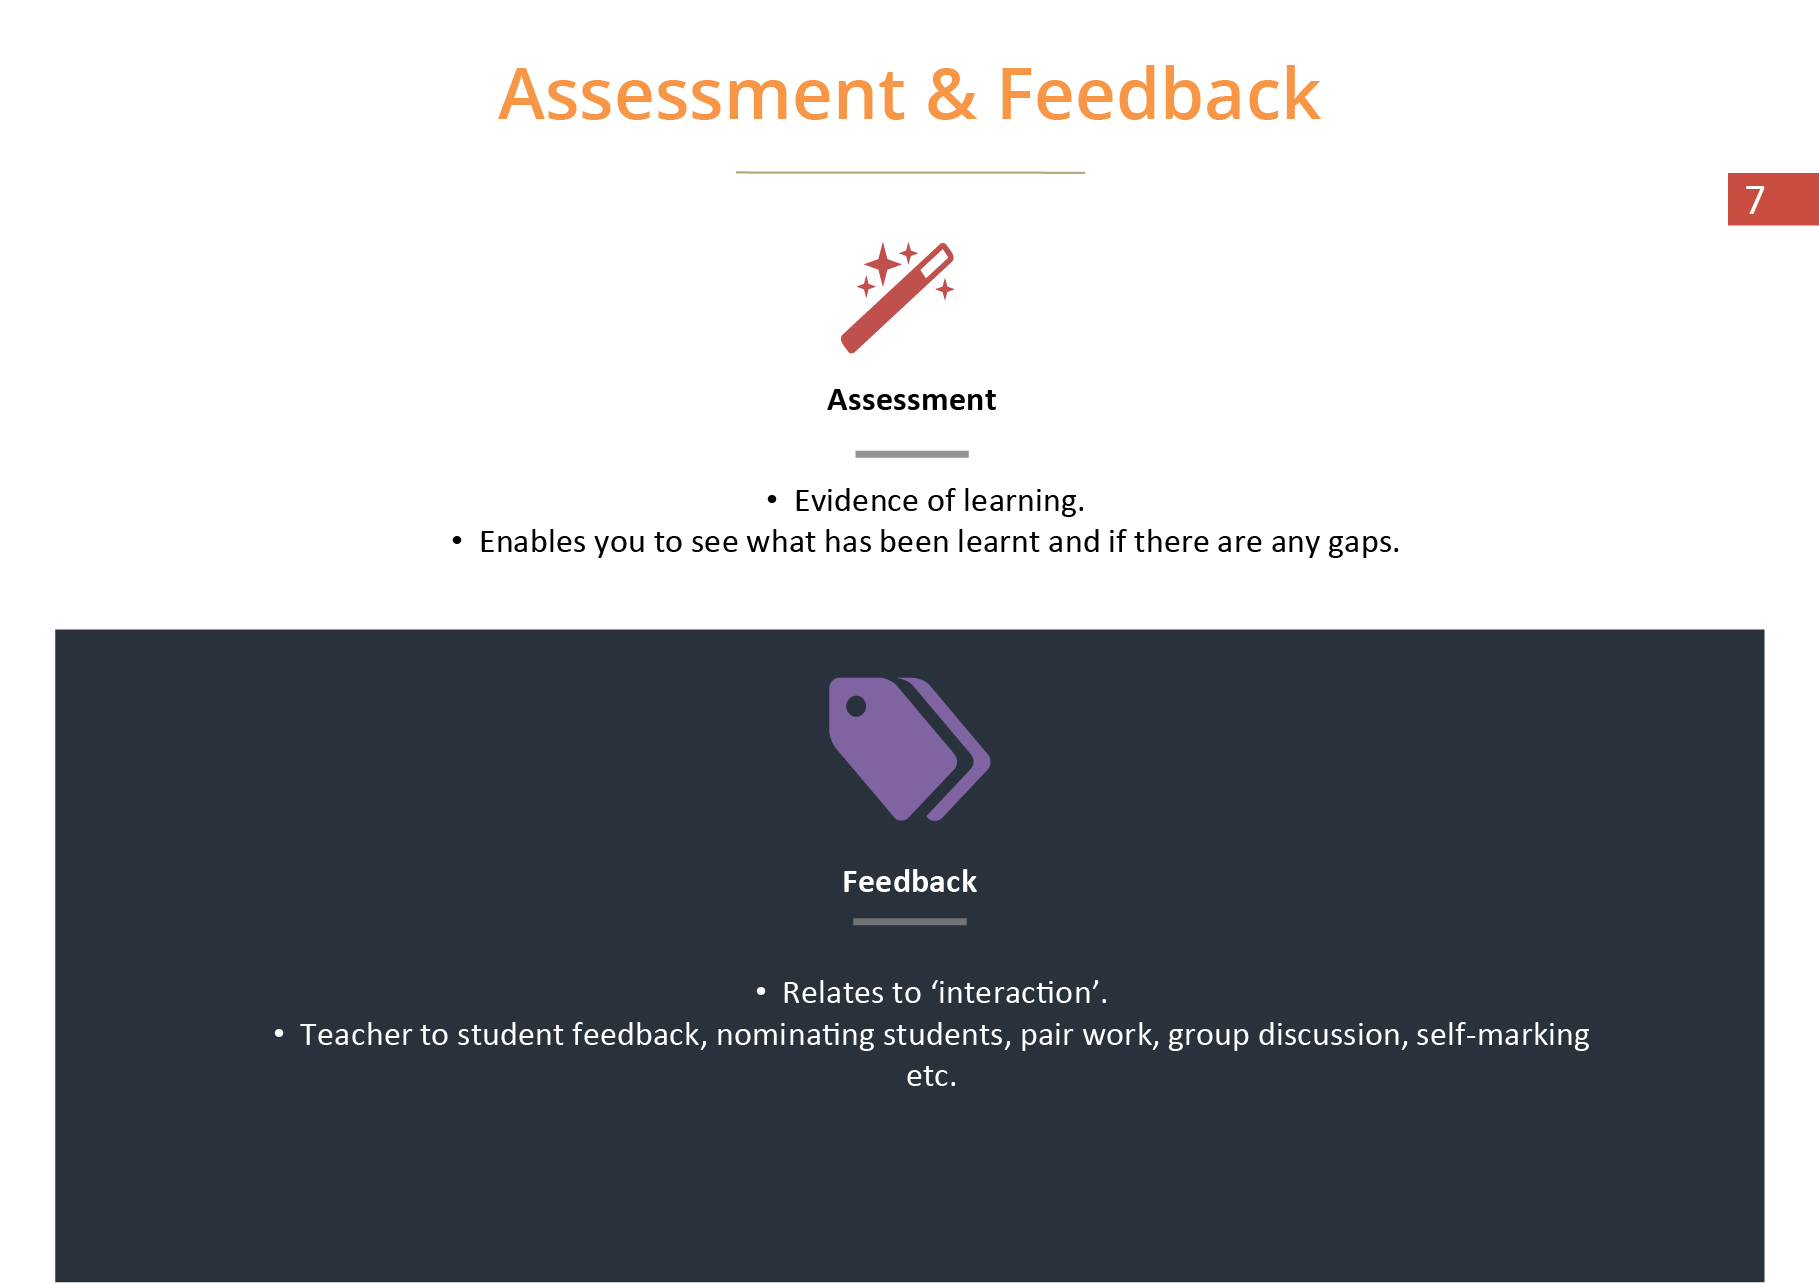 Assessment & Feedback
7
Assessment
• Evidence of learning.
• Enables you to see what has been learnt and if there are any gaps.
Feedback
• Relates to ‘interaction’.
• Teacher to student feedback, nominating students, pair work, group discussion, self-marking
etc.